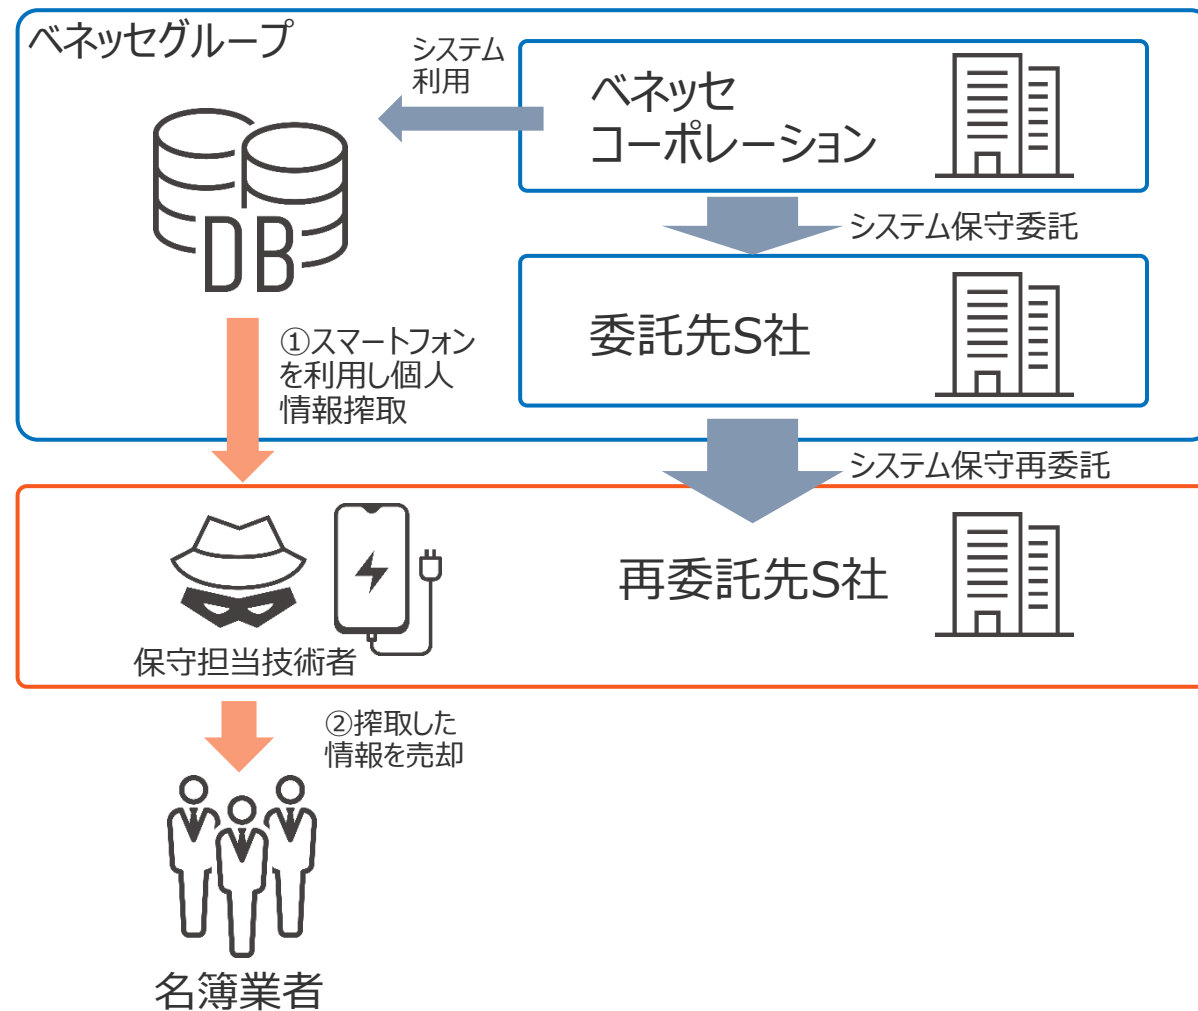 ベネッセグループ
システム
利用
ベネッセ
コーポレーション
DB
システム保守委託
委託先S社
①スマートフォン
を利用し個人
情報搾取
システム保守再委託
再委託先S社
保守担当技術者
②搾取した
情報を売却
名簿業者